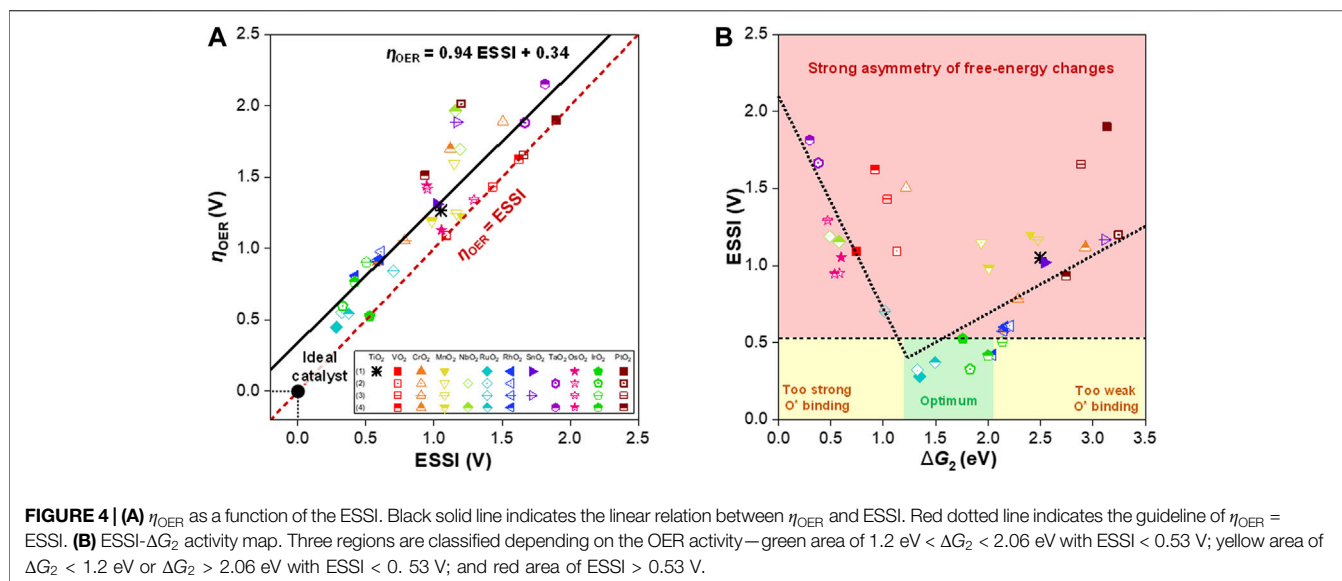 A
η_OER = 0.94 ESSI + 0.34
η_OER = ESSI
Ideal
catalyst
TiO₂ VO₂ CrO₂ MnO₂ NbO₂ RuO₂ RhO₂ SnO₂ TaO₂ OsO₂ IrO₂ PtO₂
(1)
(2)
(3)
(4)
2.5
2.0
1.5
1.0
0.5
0.0
η_OER (V)
0.0 0.5 1.0 1.5 2.0 2.5
ESSI (V)
B
Strong asymmetry of free-energy changes
Too strong
O* binding
Optimum
Too weak
O* binding
2.5
2.0
1.5
1.0
0.5
0.0
ESSI (V)
0.0 0.5 1.0 1.5 2.0 2.5 3.0 3.5
ΔG₂ (eV)
FIGURE 4 | (A) η_OER as a function of the ESSI. Black solid line indicates the linear relation between η_OER and ESSI. Red dotted line indicates the guideline of η_OER =
ESSI. (B) ESSI-ΔG₂ activity map. Three regions are classified depending on the OER activity—green area of 1.2 eV < ΔG₂ < 2.06 eV with ESSI < 0.53 V; yellow area of
ΔG₂ < 1.2 eV or ΔG₂ > 2.06 eV with ESSI < 0. 53 V; and red area of ESSI > 0.53 V.